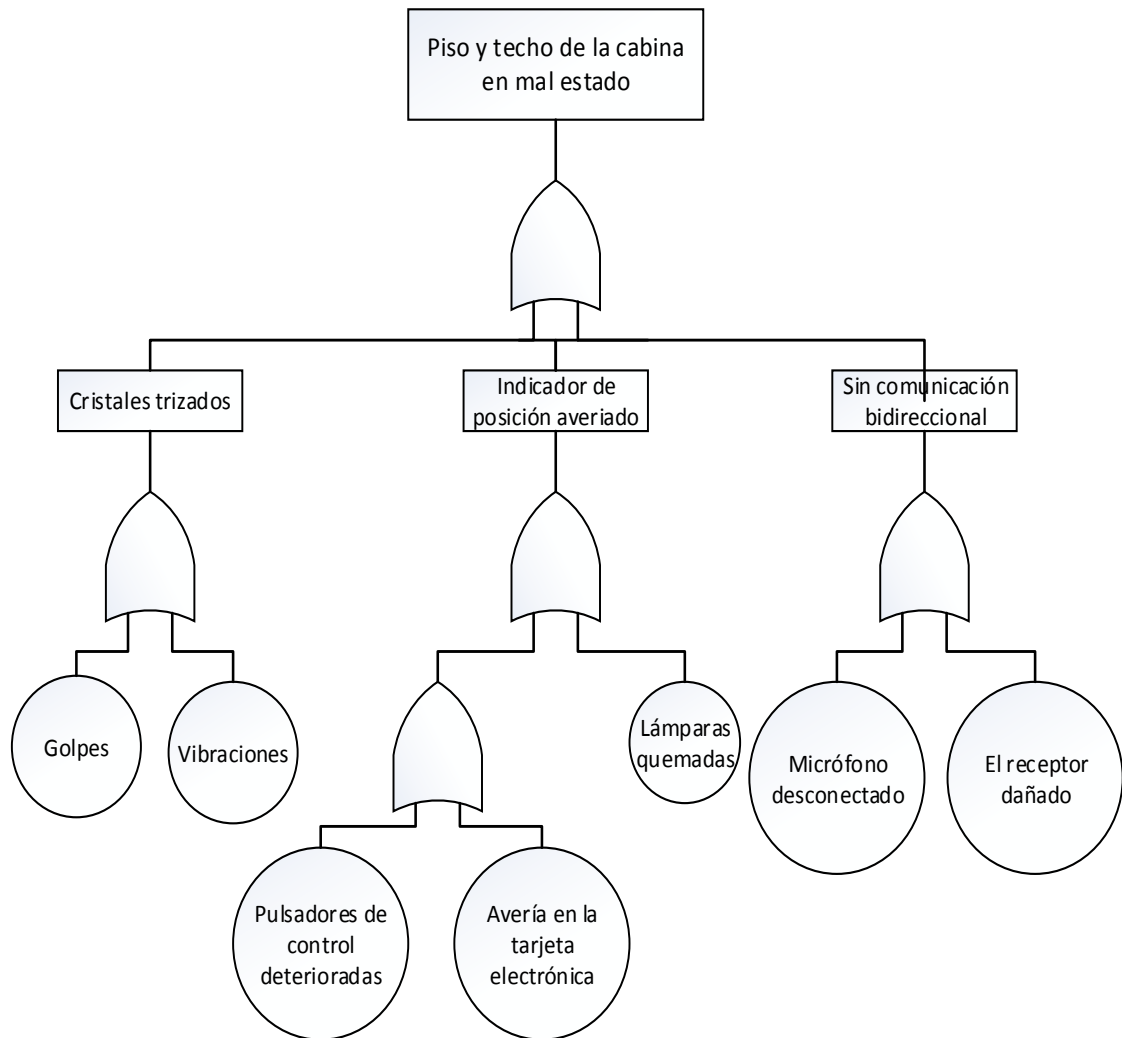 Piso y techo de la cabina
en mal estado
Cristales trizados
Indicador de
posición averiado
Sin comunicación
bidireccional
Golpes
Vibraciones
Lámparas
quemadas
Micrófono
desconectado
El receptor
dañado
Pulsadores de
control
deterioradas
Avería en la
tarjeta
electrónica